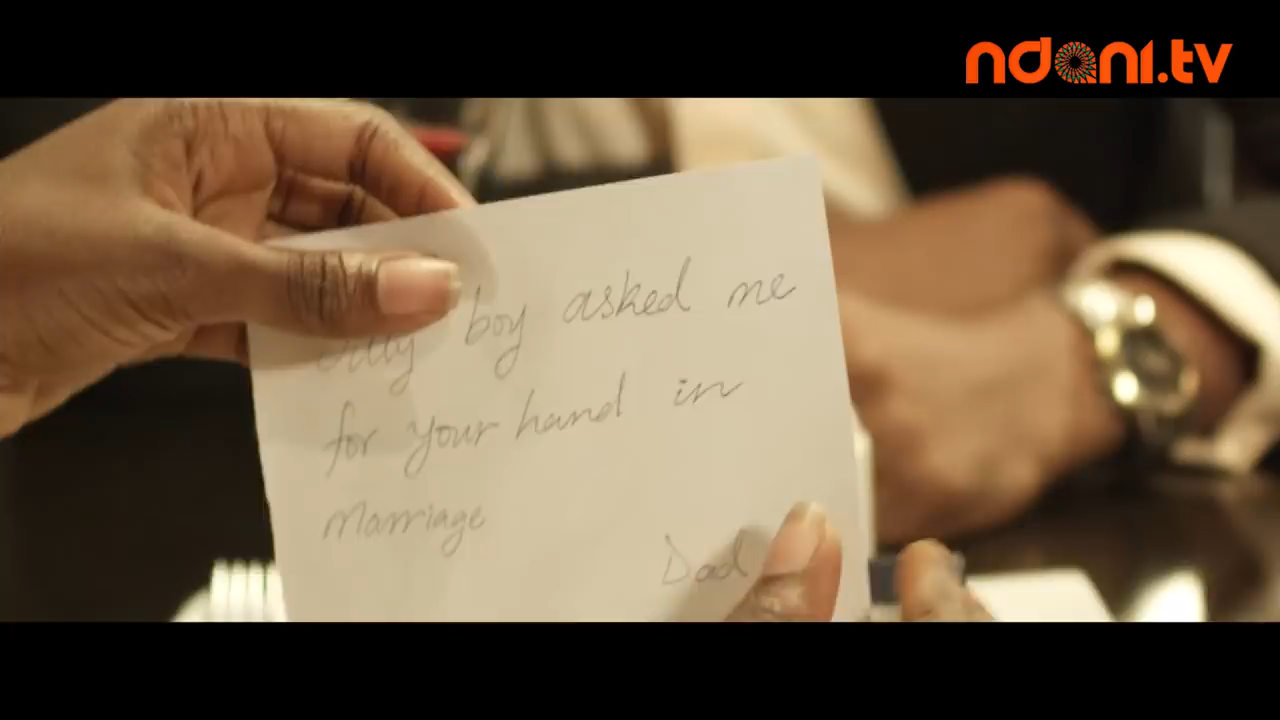 ndani.tv
boy asked me
for your hand in
marriage
Dad